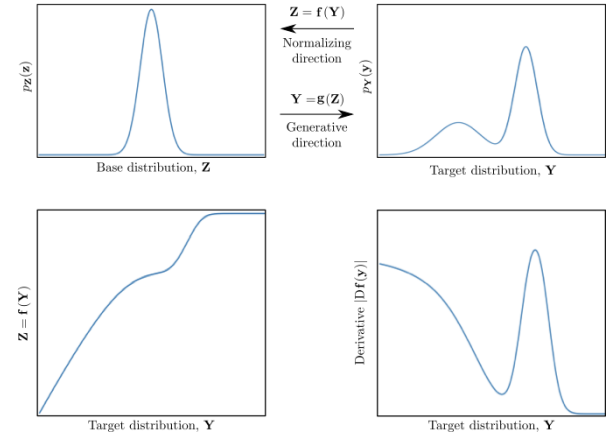 Z = f(Y)
Normalizing
direction
Y = g(Z)
Generative
direction
p_Z(z)
Base distribution, Z
p_Y(y)
Target distribution, Y
Z = f(Y)
Target distribution, Y
Derivative |Df(y)|
Target distribution, Y